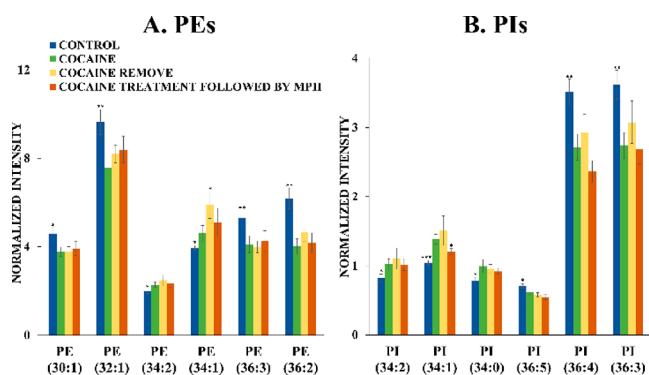 A. PEs
CONTROL
COCAINE
COCAINE REMOVE
COCAINE TREATMENT FOLLOWED BY MPH
NORMALIZED INTENSITY
12
8
4
0
PE PE PE PE PE PE
(30:1) (32:1) (34:2) (34:1) (36:3) (36:2)
B. PIs
NORMALIZED INTENSITY
4
3
2
1
0
PI PI PI PI PI PI
(34:2) (34:1) (34:0) (36:5) (36:4) (36:3)